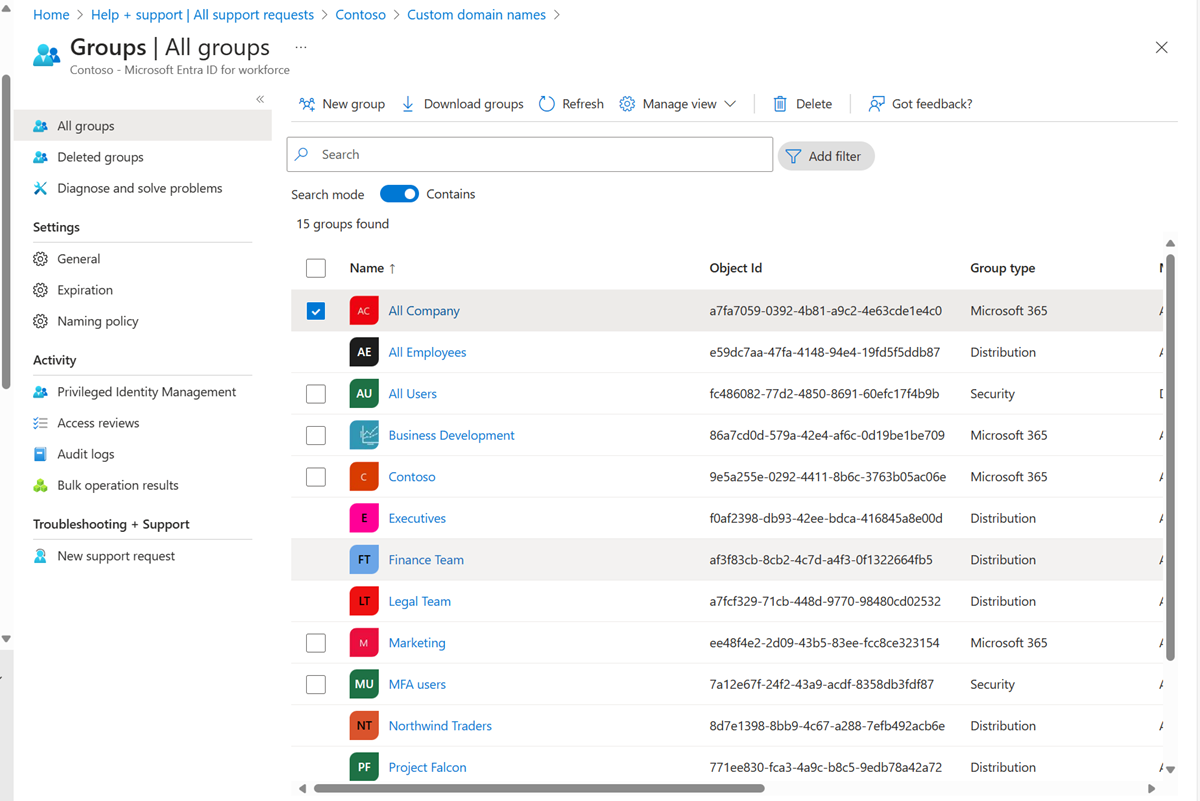 Home > Help + support | All support requests > Contoso > Custom domain names >
Groups | All groups ...
Contoso - Microsoft Entra ID for workforce
«
All groups
Deleted groups
Diagnose and solve problems
Settings
General
Expiration
Naming policy
Activity
Privileged Identity Management
Access reviews
Audit logs
Bulk operation results
Troubleshooting + Support
New support request
New group Download groups Refresh Manage view Delete Got feedback?
Search Add filter
Search mode Contains
15 groups found
Name ↑ Object Id Group type
AC All Company a7fa7059-0392-4b81-a9c2-4e63cde1e4c0 Microsoft 365
AE All Employees e59dc7aa-47fa-4148-94e4-19fd5f5ddb87 Distribution
AU All Users fc486082-77d2-4850-8691-60efc17f4b9b Security
Business Development 86a7cd0d-579a-42e4-af6c-0d19be1be709 Microsoft 365
C Contoso 9e5a255e-0292-4411-8b6c-3763b05ac06e Microsoft 365
E Executives f0af2398-db93-42ee-bdca-416845a8e00d Distribution
FT Finance Team af3f83cb-8cb2-4c7d-a4f3-0f1322664fb5 Distribution
LT Legal Team a7fcf329-71cb-448d-9770-98480cd02532 Distribution
M Marketing ee48f4e2-2d09-43b5-83ee-fcc8ce323154 Microsoft 365
MU MFA users 7a12e67f-24f2-43a9-acdf-8358db3fdf87 Security
NT Northwind Traders 8d7e1398-8bb9-4c67-a288-7efb492acb6e Distribution
PF Project Falcon 771ee830-fca3-4a9c-b8c5-9edb78a42a72 Distribution